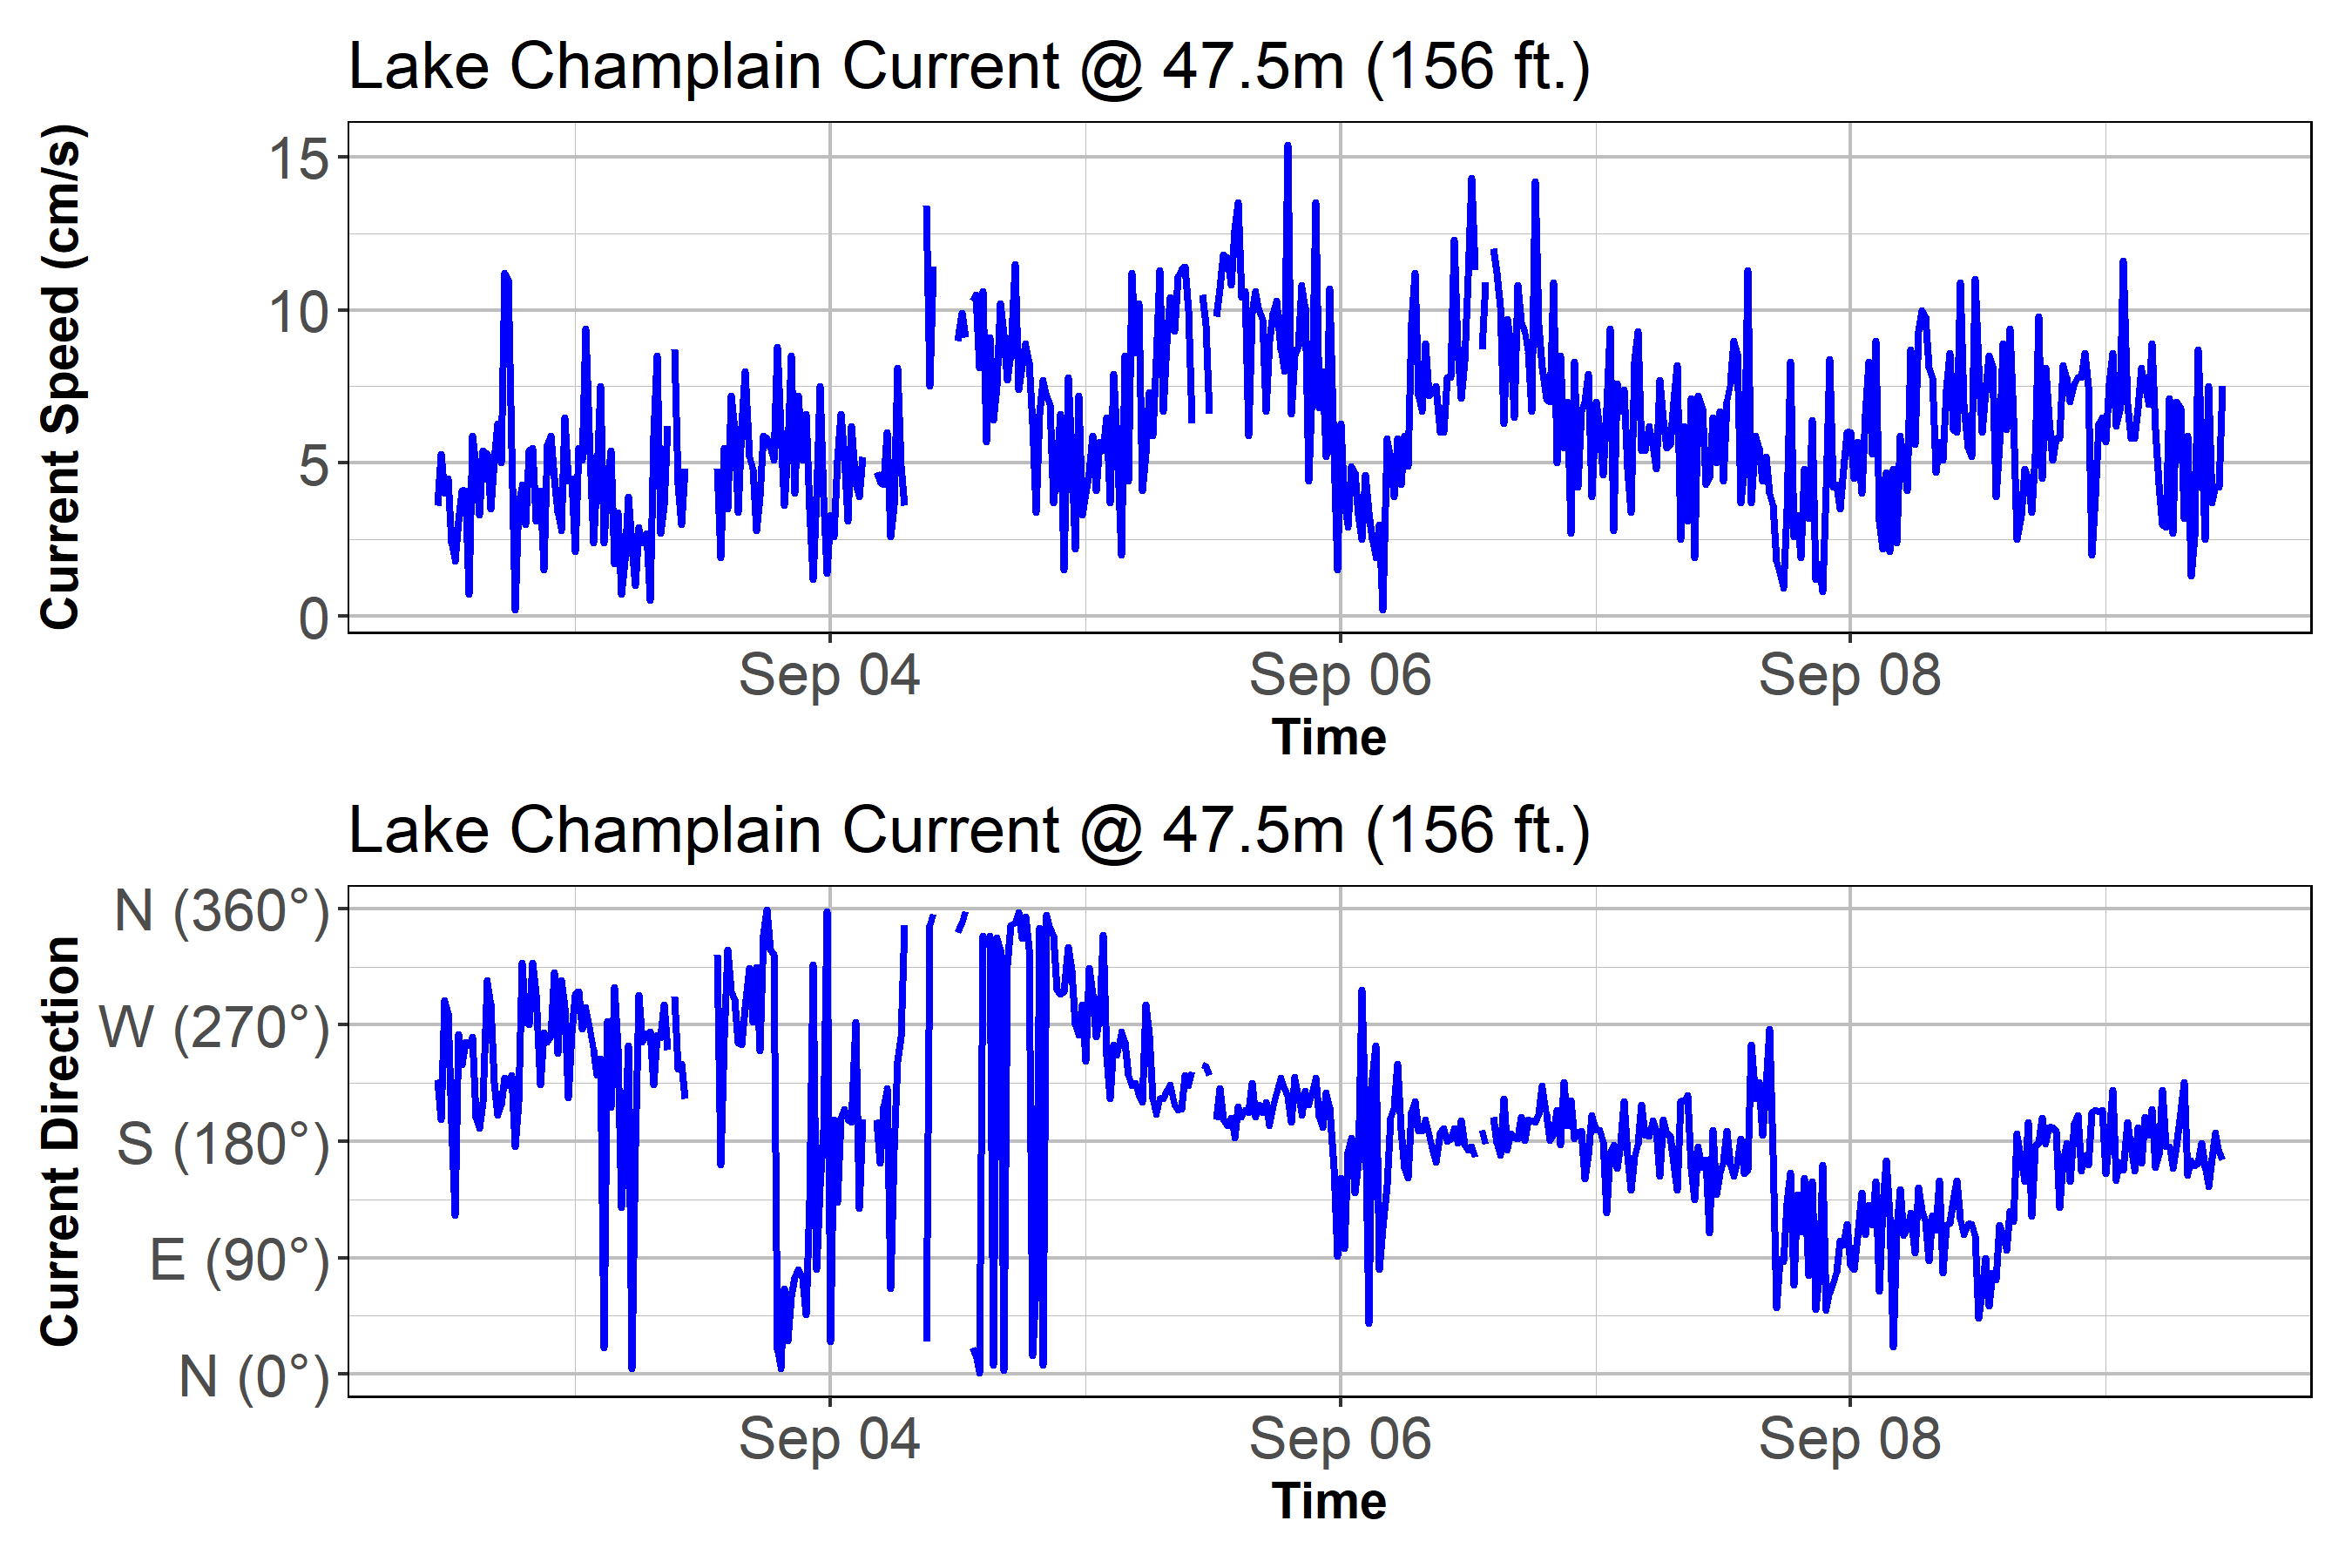 Lake Champlain Current @ 47.5m (156 ft.)
Current Speed (cm/s)
15
10
5
0
Sep 04 Sep 06 Sep 08
Time
Lake Champlain Current @ 47.5m (156 ft.)
Current Direction
N (360°)
W (270°)
S (180°)
E (90°)
N (0°)
Sep 04 Sep 06 Sep 08
Time